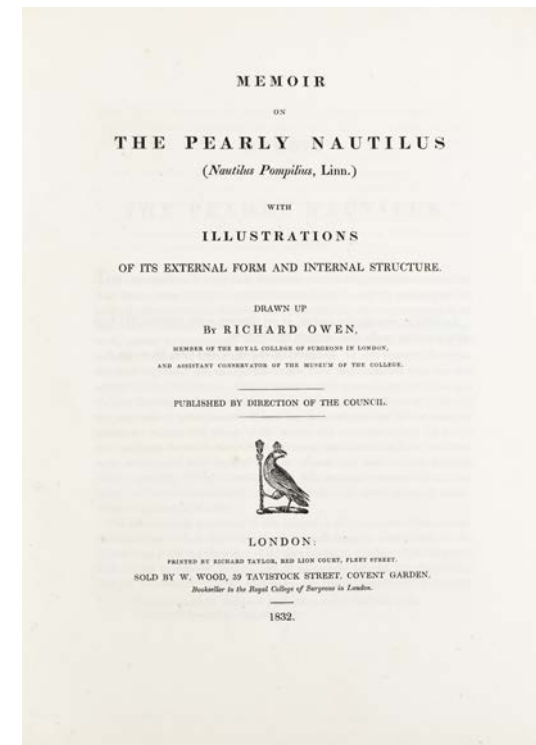 MEMOIR
ON
THE PEARLY NAUTILUS
(Nautilus Pompilius, Linn.)
WITH
ILLUSTRATIONS
OF ITS EXTERNAL FORM AND INTERNAL STRUCTURE.
DRAWN UP
BY RICHARD OWEN,
MEMBER OF THE ROYAL COLLEGE OF SURGEONS IN LONDON,
AND ASSISTANT CONSERVATOR OF THE MUSEUM OF THE COLLEGE.
PUBLISHED BY DIRECTION OF THE COUNCIL.
LONDON:
PRINTED BY RICHARD TAYLOR, RED LION COURT, FLEET STREET.
SOLD BY W. WOOD, 39 TAVISTOCK STREET, COVENT GARDEN,
Bookseller to the Royal College of Surgeons in London.
1832.